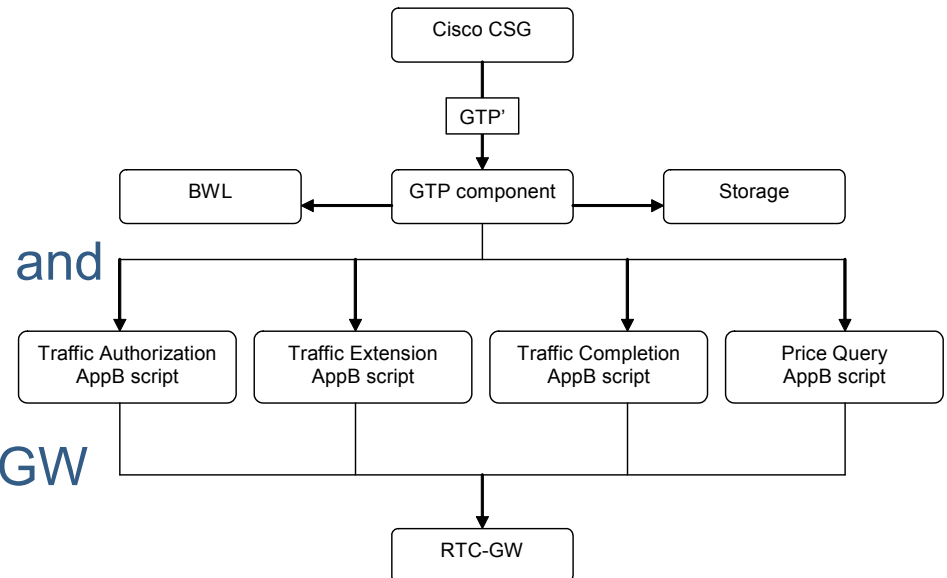 Cisco CSG
GTP'
BWL
GTP component
Storage
and
Traffic Authorization
AppB script
Traffic Extension
AppB script
Traffic Completion
AppB script
Price Query
AppB script
GW
RTC-GW